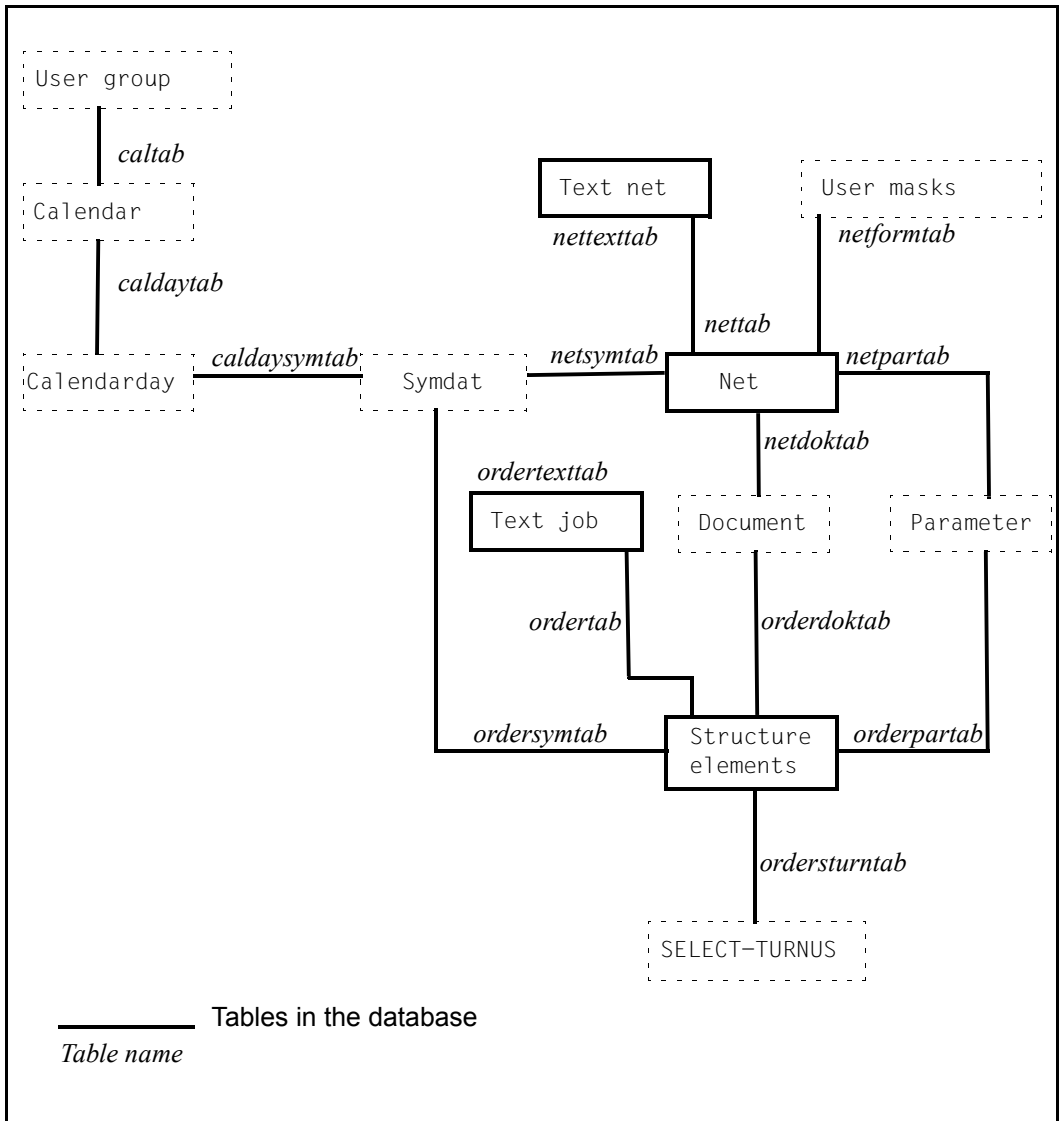 User group
caltab
Text net
User masks
Calendar
nettexttab
netformtab
caldaytab
nettab
caldaysymtab
netsymtab
netpartab
Calendarday
Symdat
Net
netdoktab
ordertexttab
Text job
Document
Parameter
ordertab
orderdoktab
ordersymtab
Structure
elements
orderpartab
ordersturntab
SELECT-TURNUS
Tables in the database
Table name